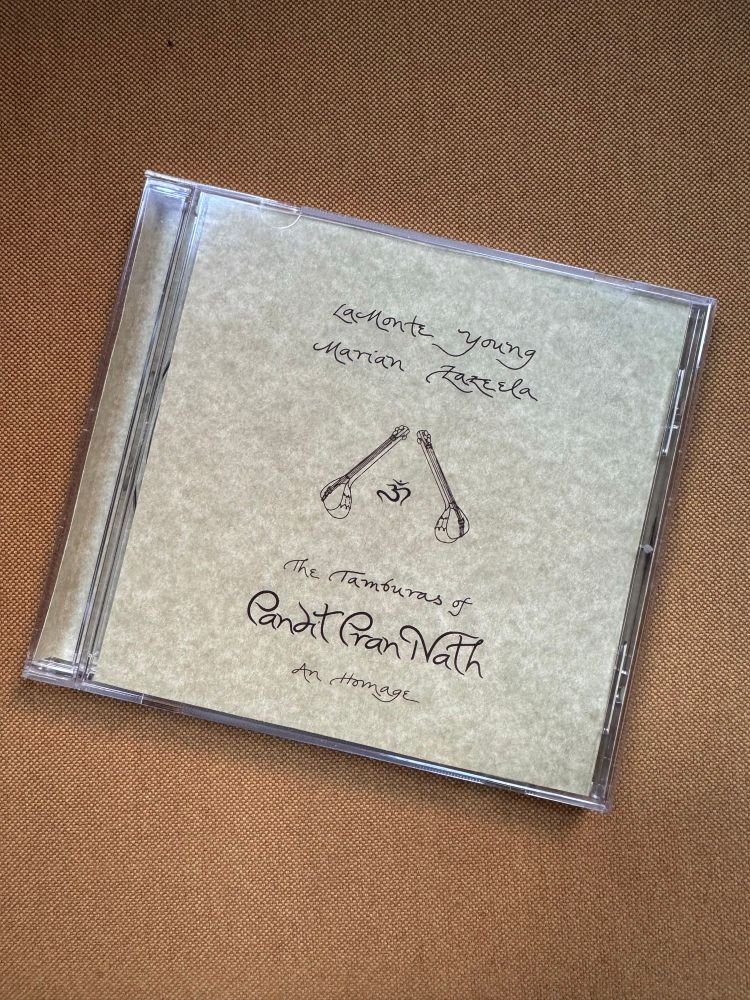 LaMonte Young
Marian Zazeela
ॐ
The Tamburas of
Pandit Pran Nath
An Homage